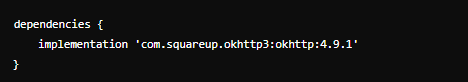 dependencies {
    implementation 'com.squareup.okhttp3:okhttp:4.9.1'
}